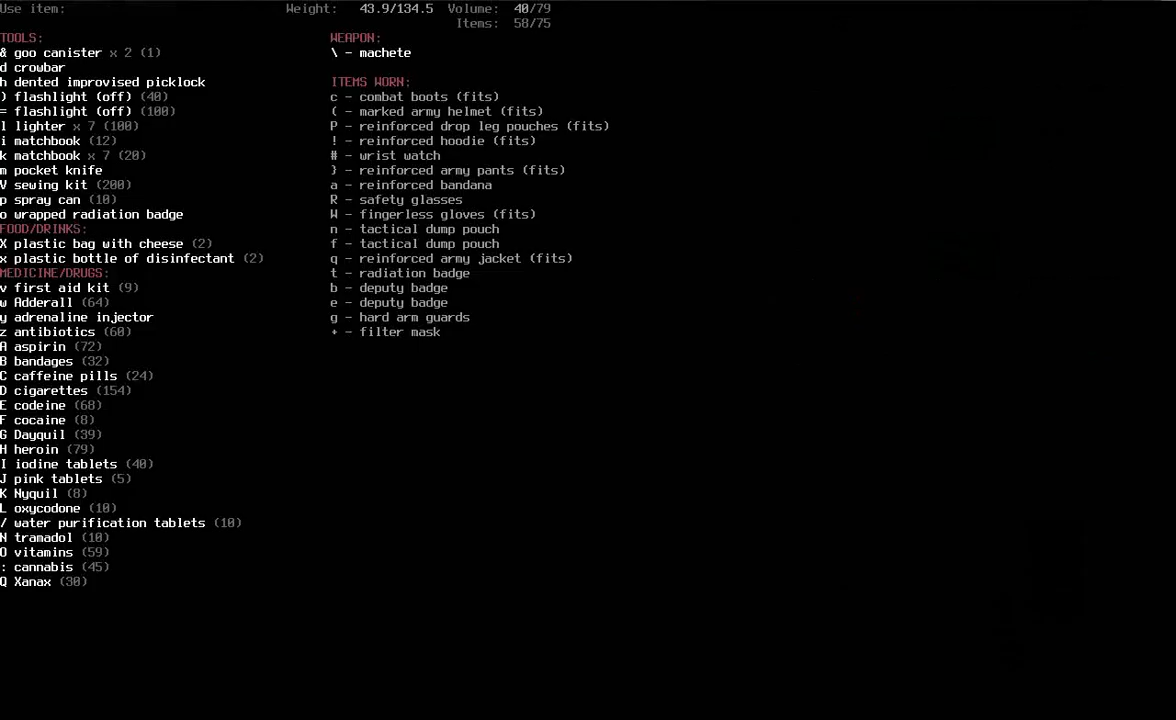 Use item: Weight: 43.9/134.5 Volume: 40/79
Items: 58/75
TOOLS:
& goo canister x 2 (1)
d crowbar
h dented improvised picklock
) flashlight (off) (40)
= flashlight (off) (100)
l lighter x 7 (100)
i matchbook (12)
k matchbook x 7 (20)
m pocket knife
V sewing kit (200)
p spray can (10)
o wrapped radiation badge
FOOD/DRINKS:
X plastic bag with cheese (2)
x plastic bottle of disinfectant (2)
MEDICINE/DRUGS:
v first aid kit (9)
w Adderall (64)
y adrenaline injector
z antibiotics (60)
A aspirin (72)
B bandages (32)
C caffeine pills (24)
D cigarettes (154)
E codeine (68)
F cocaine (8)
G Dayquil (39)
H heroin (79)
I iodine tablets (40)
J pink tablets (5)
K Nyquil (8)
L oxycodone (10)
/ water purification tablets (10)
N tramadol (10)
O vitamins (59)
: cannabis (45)
Q Xanax (30)
WEAPON:
\ - machete
ITEMS WORN:
c - combat boots (fits)
( - marked army helmet (fits)
P - reinforced drop leg pouches (fits)
! - reinforced hoodie (fits)
# - wrist watch
} - reinforced army pants (fits)
a - reinforced bandana
R - safety glasses
W - fingerless gloves (fits)
n - tactical dump pouch
f - tactical dump pouch
q - reinforced army jacket (fits)
t - radiation badge
b - deputy badge
e - deputy badge
g - hard arm guards
+ - filter mask